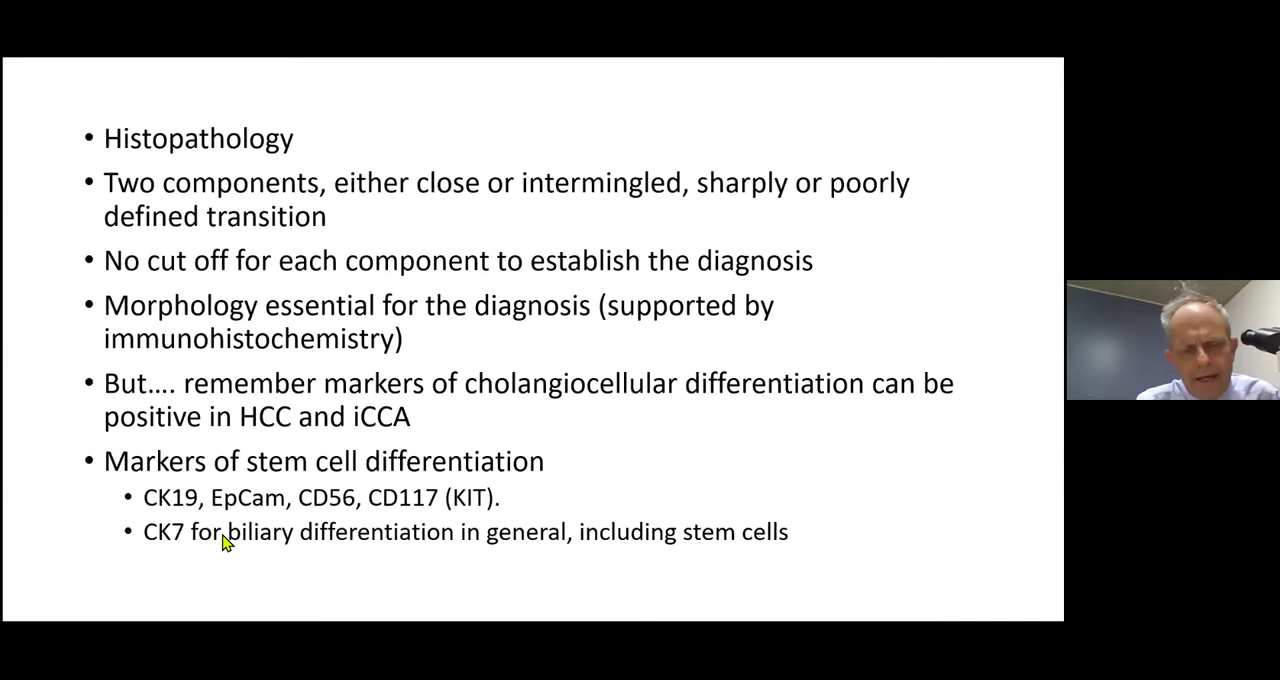 • Histopathology
• Two components, either close or intermingled, sharply or poorly
defined transition
• No cut off for each component to establish the diagnosis
• Morphology essential for the diagnosis (supported by
immunohistochemistry)
• But.... remember markers of cholangiocellular differentiation can be
positive in HCC and iCCA
• Markers of stem cell differentiation
• CK19, EpCam, CD56, CD117 (KIT).
• CK7 for biliary differentiation in general, including stem cells